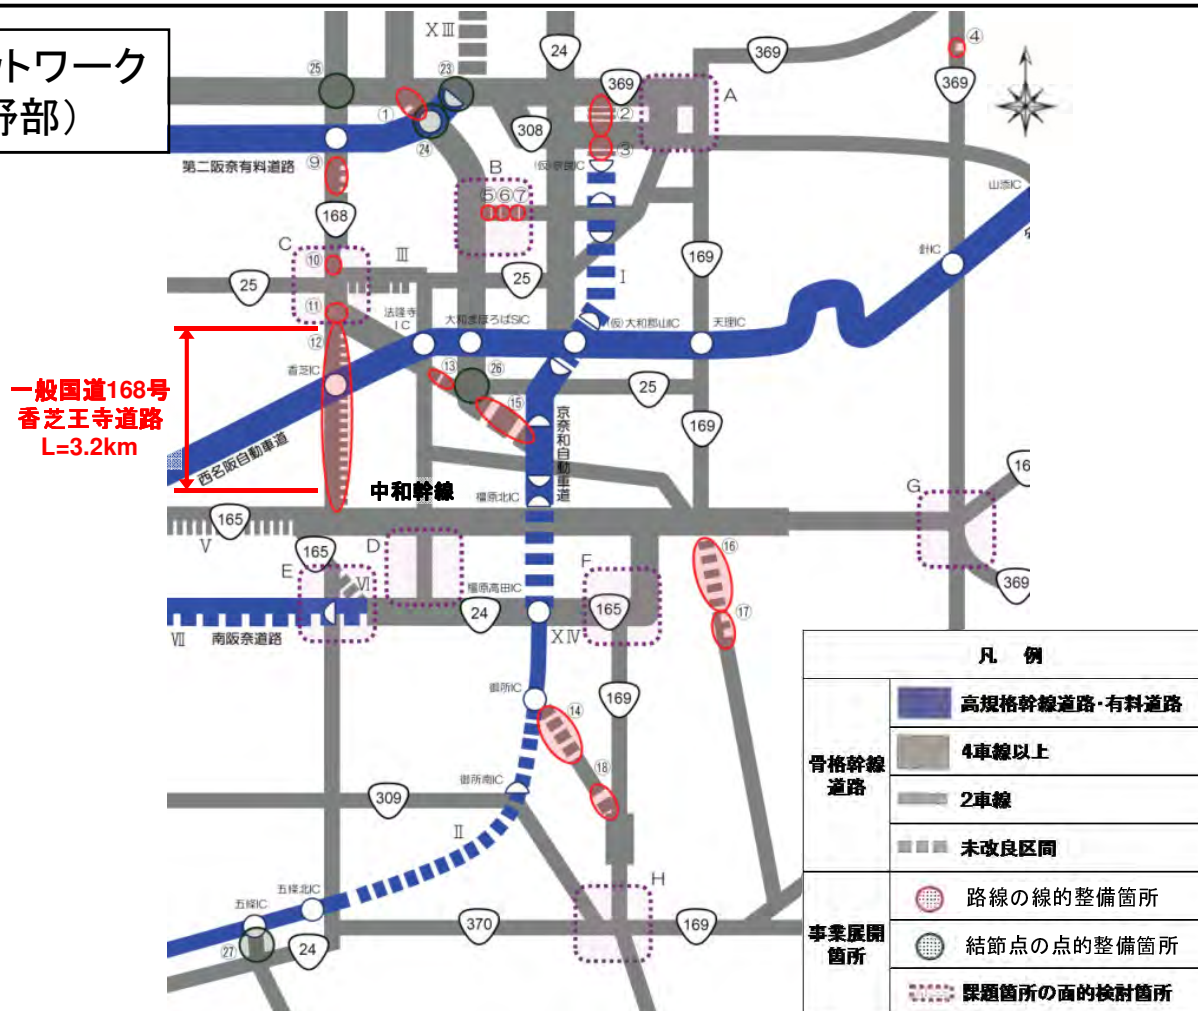 トワーク
野部）
XⅢ
24
369
369
④
369
㉕
㉓
A
①
②
308
㉔
③
第二阪奈有料道路
⑨
(仮)奈良IC
B
⑤⑥⑦
山添IC
168
C
⑩
Ⅲ
169
針IC
25
25
Ⅰ
⑪
法隆寺
IC
大和まほろばSIC
(仮)大和郡山IC
天理IC
⑫
一般国道168号
香芝王寺道路
L=3.2km
香芝IC
⑬
㉖
25
⑮
京奈和自動車道
169
西名阪自動車道
中和幹線
橿原北IC
G
16
165
Ⅴ
165
D
⑯
E
Ⅵ
F
369
橿原高田IC
24
165
⑰
Ⅶ
南阪奈道路
XⅣ
凡 例
御所IC
169
骨格幹線
道路
高規格幹線道路・有料道路
4車線以上
2車線
未改良区間
⑭
⑱
御所南IC
309
Ⅱ
H
五條北IC
五條IC
事業展開
箇所
路線の線的整備箇所
結節点の点的整備箇所
課題箇所の面的検討箇所
370
169
㉗
24